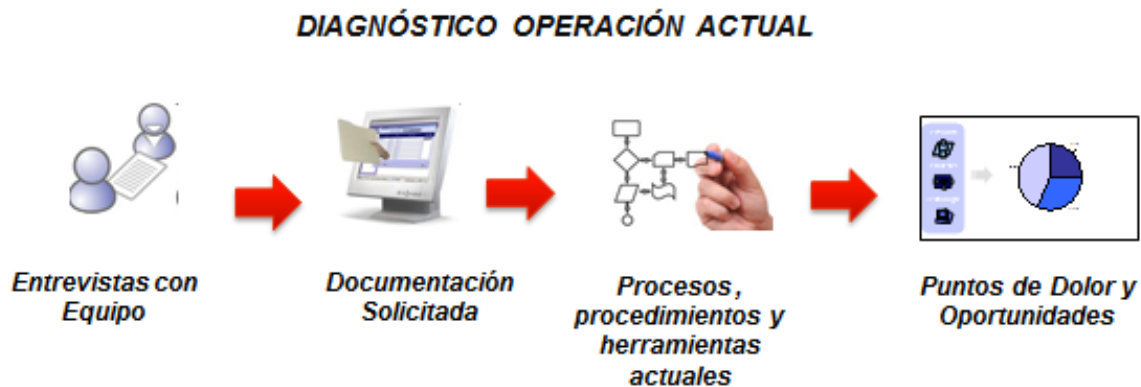 DIAGNÓSTICO OPERACIÓN ACTUAL
Entrevistas con
Equipo
Documentación
Solicitada
Procesos,
procedimientos y
herramientas
actuales
Puntos de Dolor y
Oportunidades